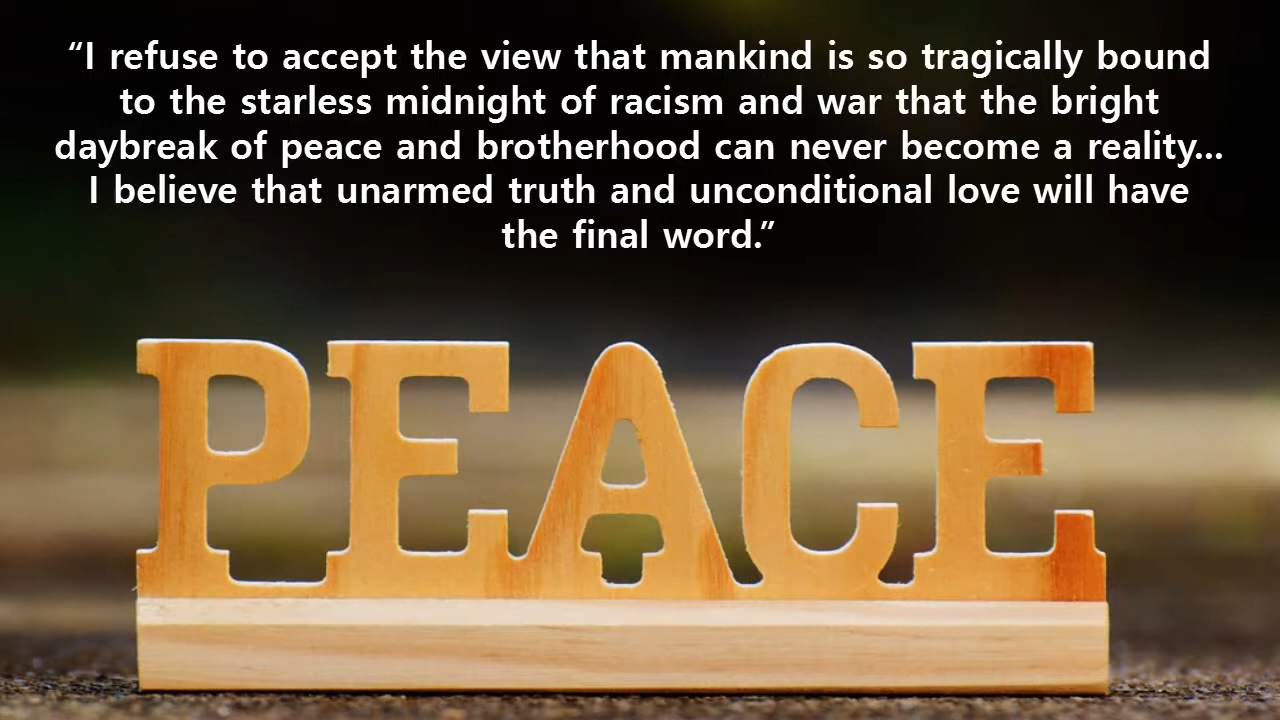 “I refuse to accept the view that mankind is so tragically bound
to the starless midnight of racism and war that the bright
daybreak of peace and brotherhood can never become a reality...
I believe that unarmed truth and unconditional love will have
the final word.”
PEACE